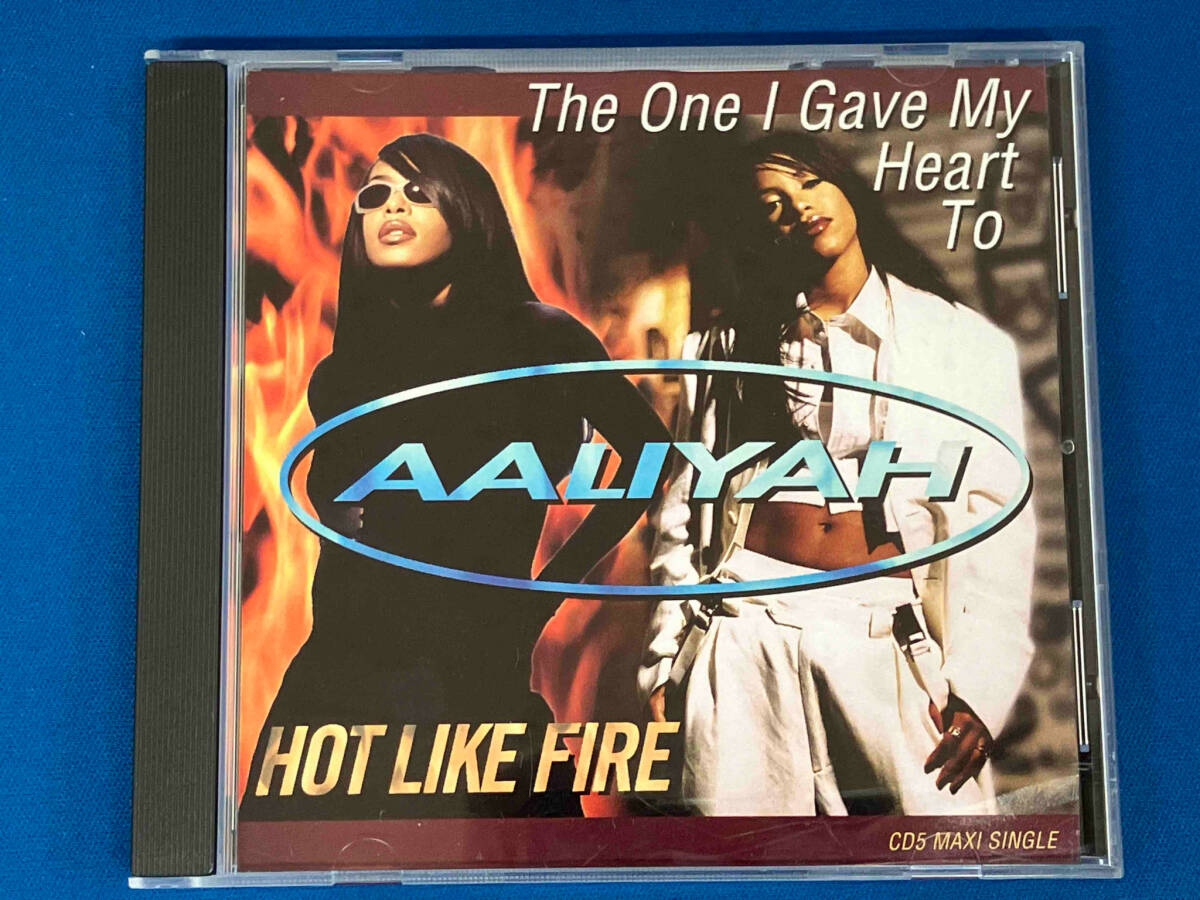 The One I Gave My
Heart
To
AALIYAH
HOT LIKE FIRE
CD5 MAXI SINGLE